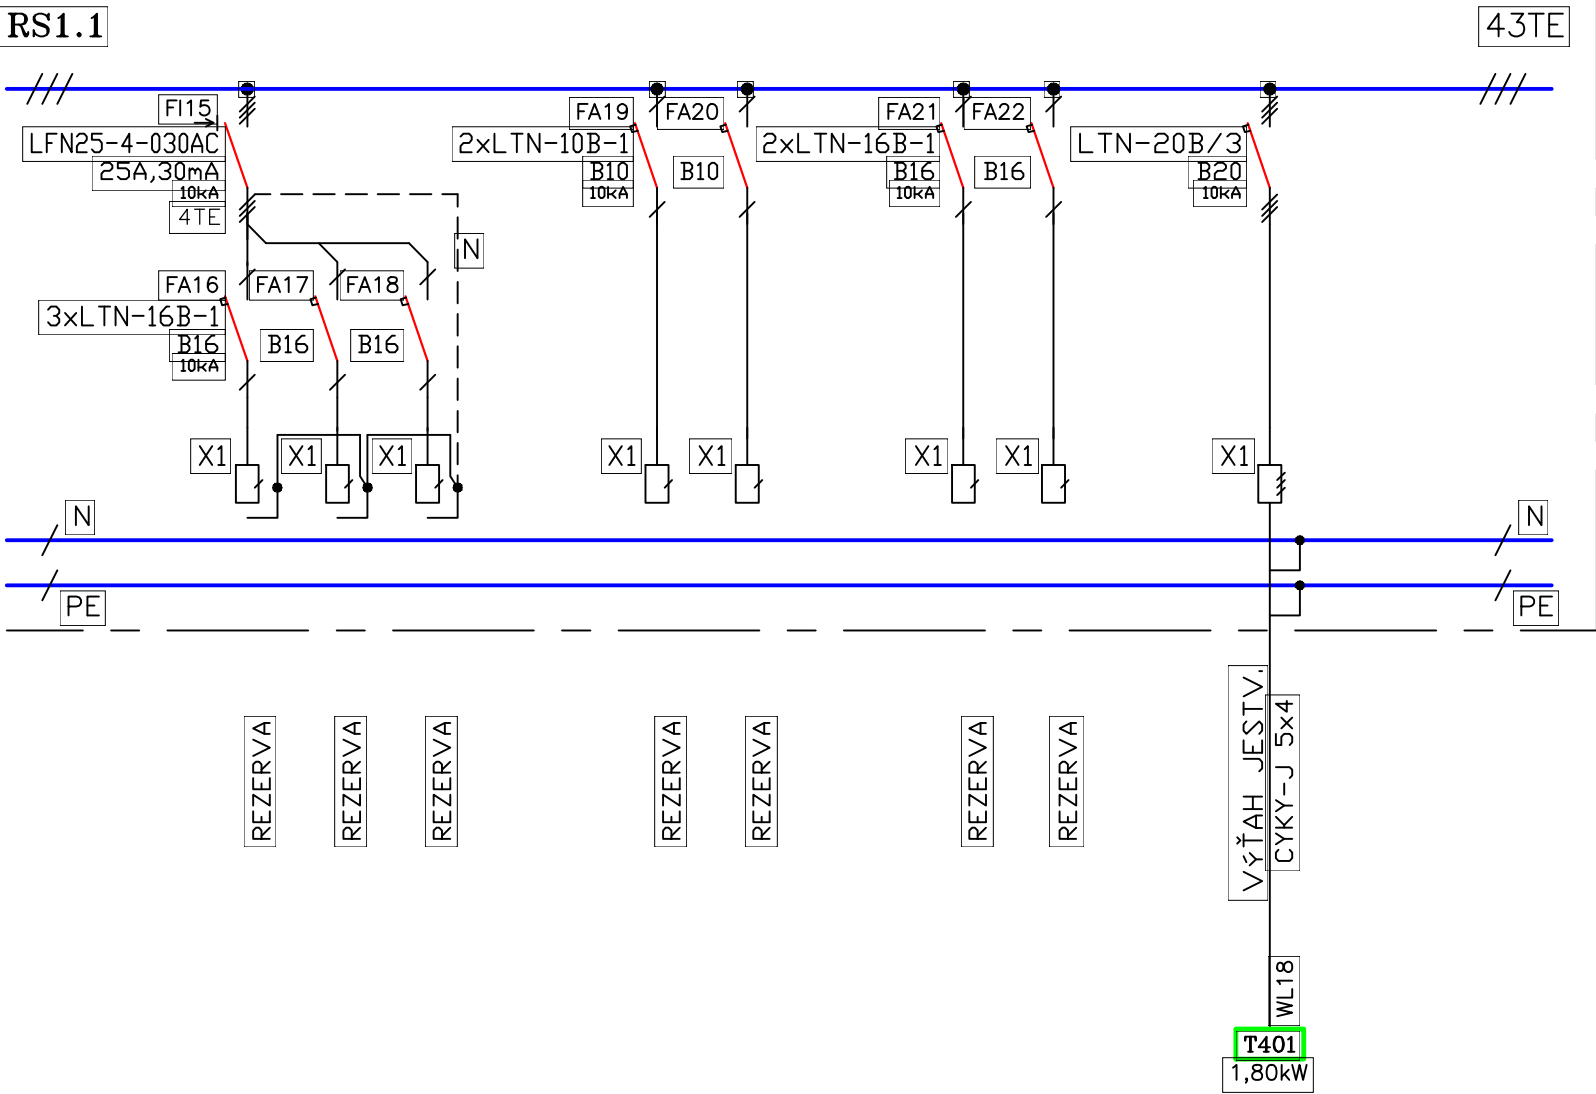 RS1.1
43TE
FI15
LFN25-4-030AC
25A,30mA
10kA
4TE
N
FA16
FA17
FA18
3xLTN-16B-1
B16
B16
B16
10kA
FA19
FA20
2xLTN-10B-1
B10
B10
10kA
FA21
FA22
2xLTN-16B-1
B16
B16
10kA
LTN-20B/3
B20
10kA
X1
X1
X1
X1
X1
X1
X1
X1
N
N
PE
PE
REZERVA
REZERVA
REZERVA
REZERVA
REZERVA
REZERVA
REZERVA
VÝŤAH JESTV.
CYKY-J 5x4
WL18
T401
1,80kW